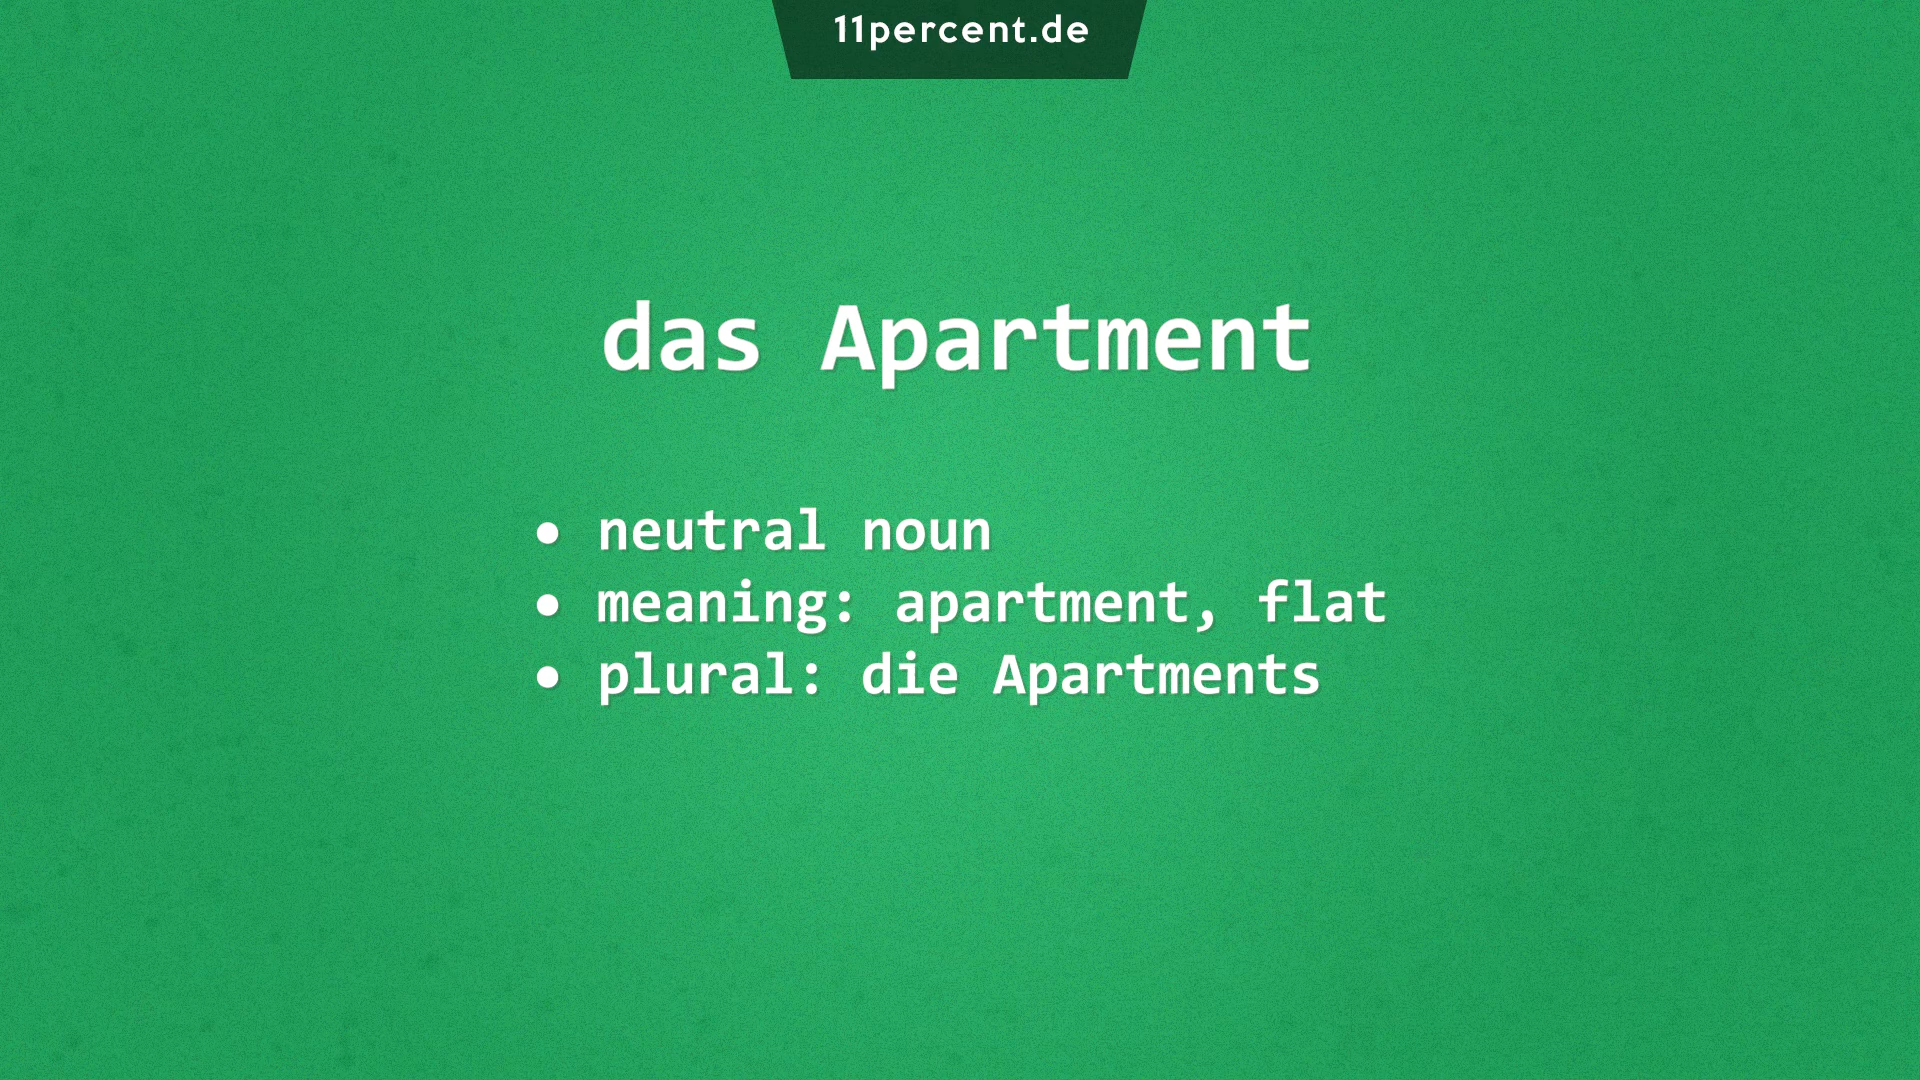 11percent.de
das Apartment
• neutral noun
• meaning: apartment, flat
• plural: die Apartments